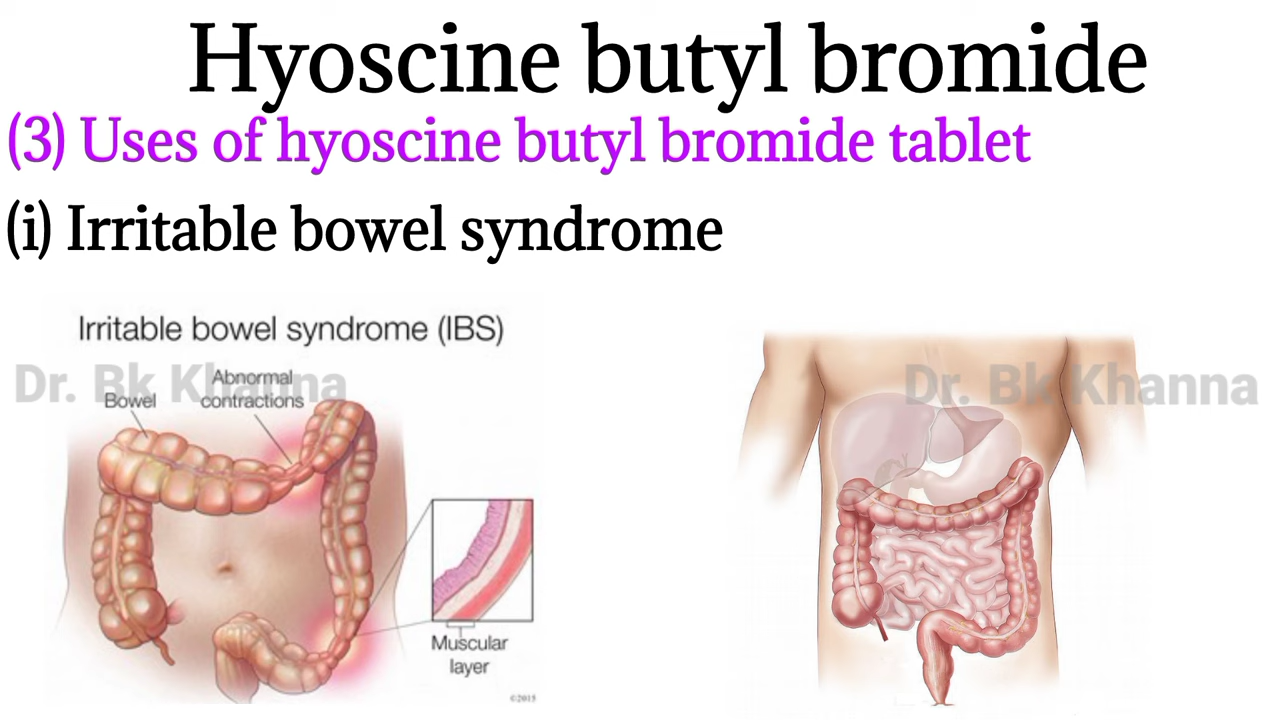 Hyoscine butyl bromide
(3) Uses of hyoscine butyl bromide tablet
(i) Irritable bowel syndrome
Irritable bowel syndrome (IBS)
Dr. Bk Khanna
Dr. Bk Khanna
Abnormal
contractions
Bowel
Muscular
layer
©2015